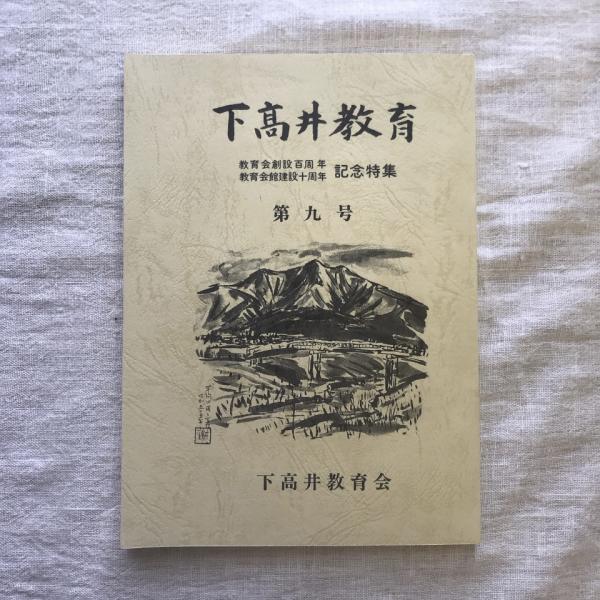 下髙井教育
教育会創設百周年
教育会館建設十周年
記念特集
第九号
下高井教育会